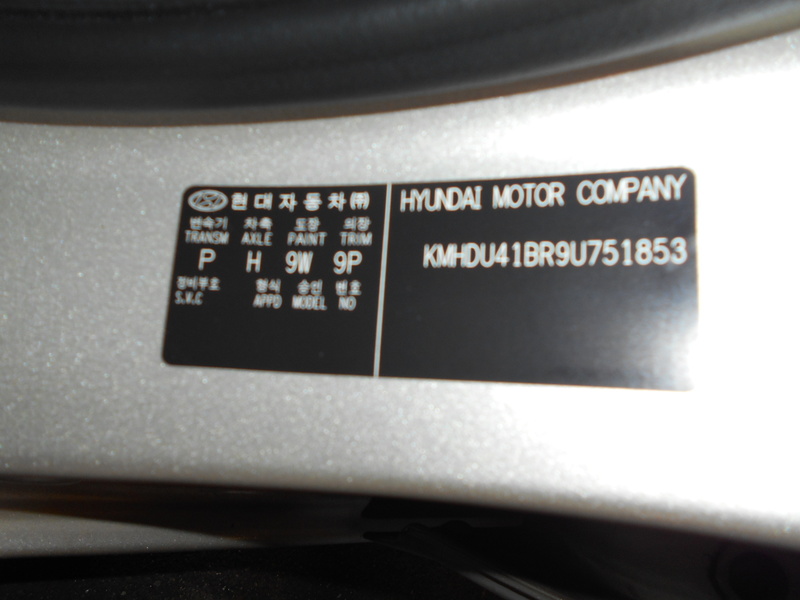 현대자동차(주)
변속기 차축 도장 의장
TRANSM AXLE PAINT TRIM
P H 9W 9P
정비부호 형식 승인 번호
S.V.C APPD MODEL NO
HYUNDAI MOTOR COMPANY
KMHDU41BR9U751853